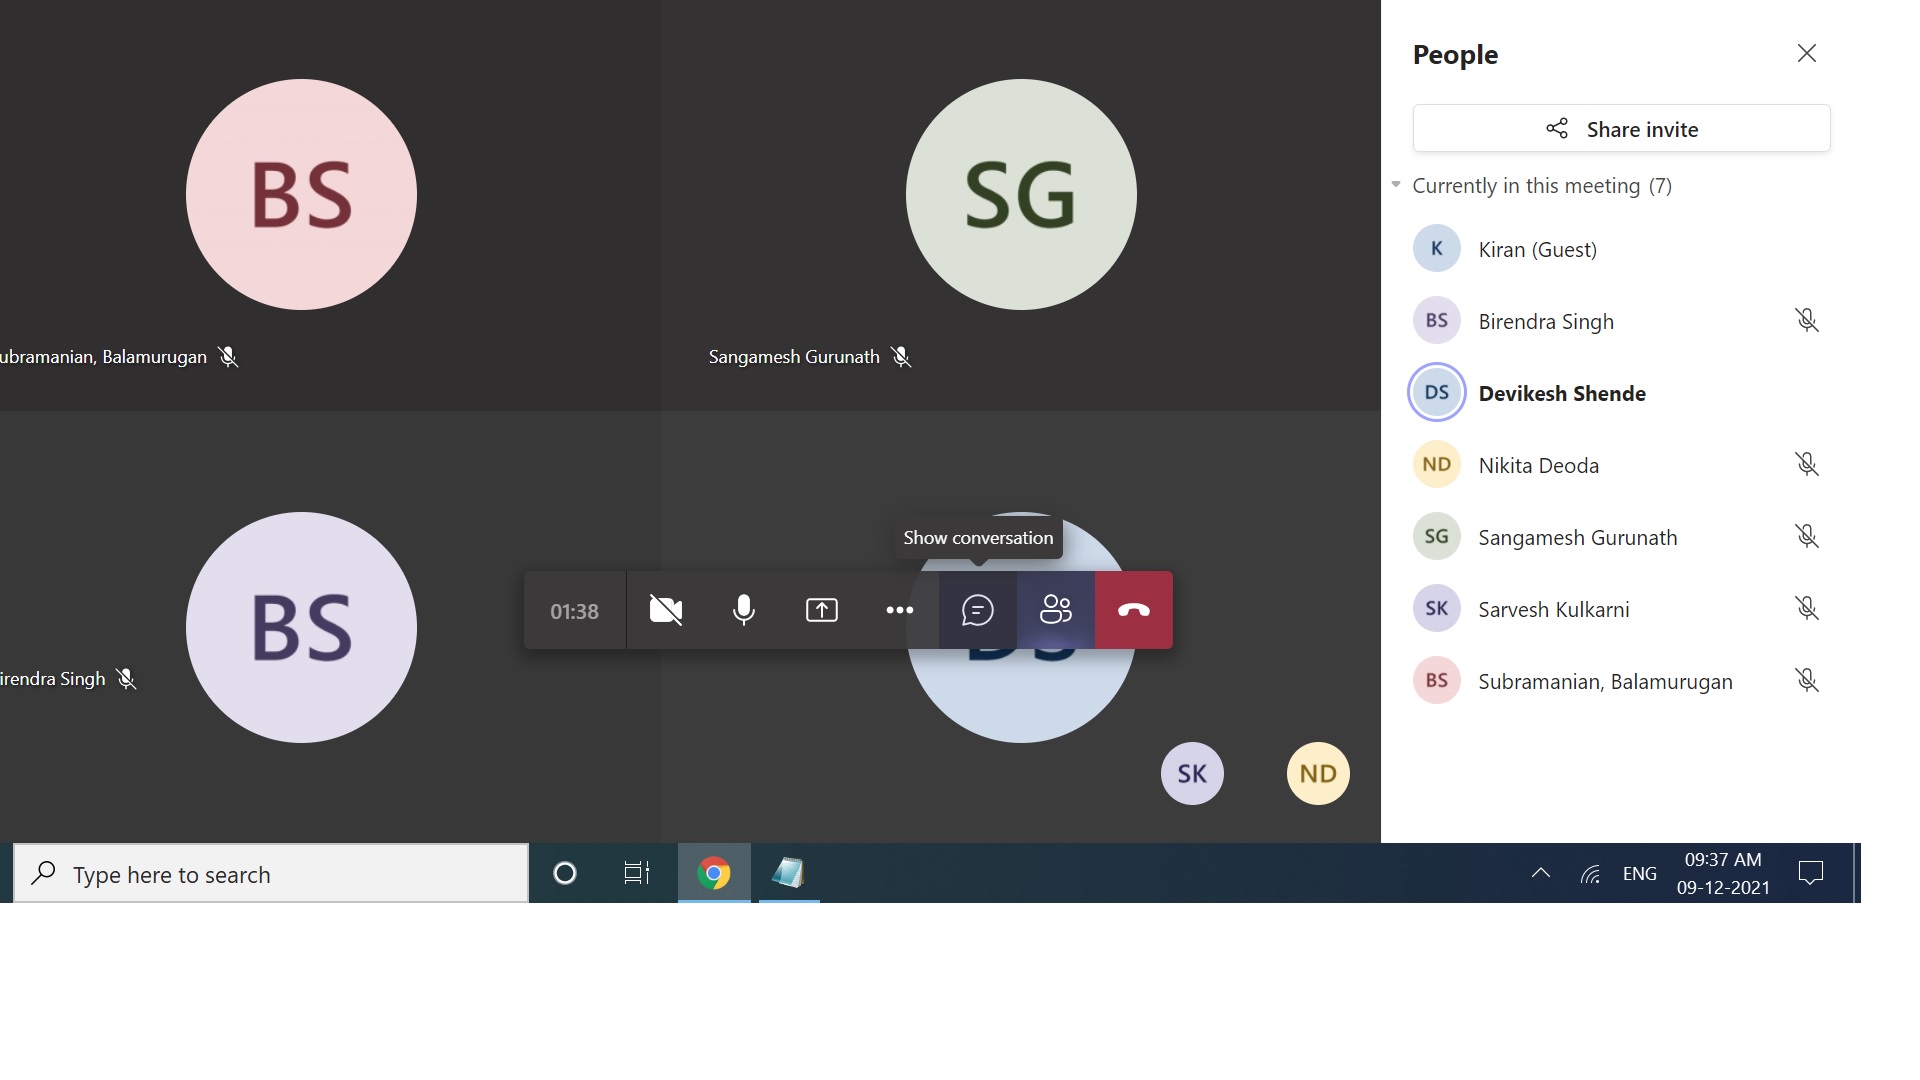 BS
SG
ubramanian, Balamurugan
Sangamesh Gurunath
BS
irendra Singh
Show conversation
01:38
DS
SK
ND
People
Share invite
Currently in this meeting (7)
K
Kiran (Guest)
BS
Birendra Singh
DS
Devikesh Shende
ND
Nikita Deoda
SG
Sangamesh Gurunath
SK
Sarvesh Kulkarni
BS
Subramanian, Balamurugan
Type here to search
ENG
09:37 AM
09-12-2021